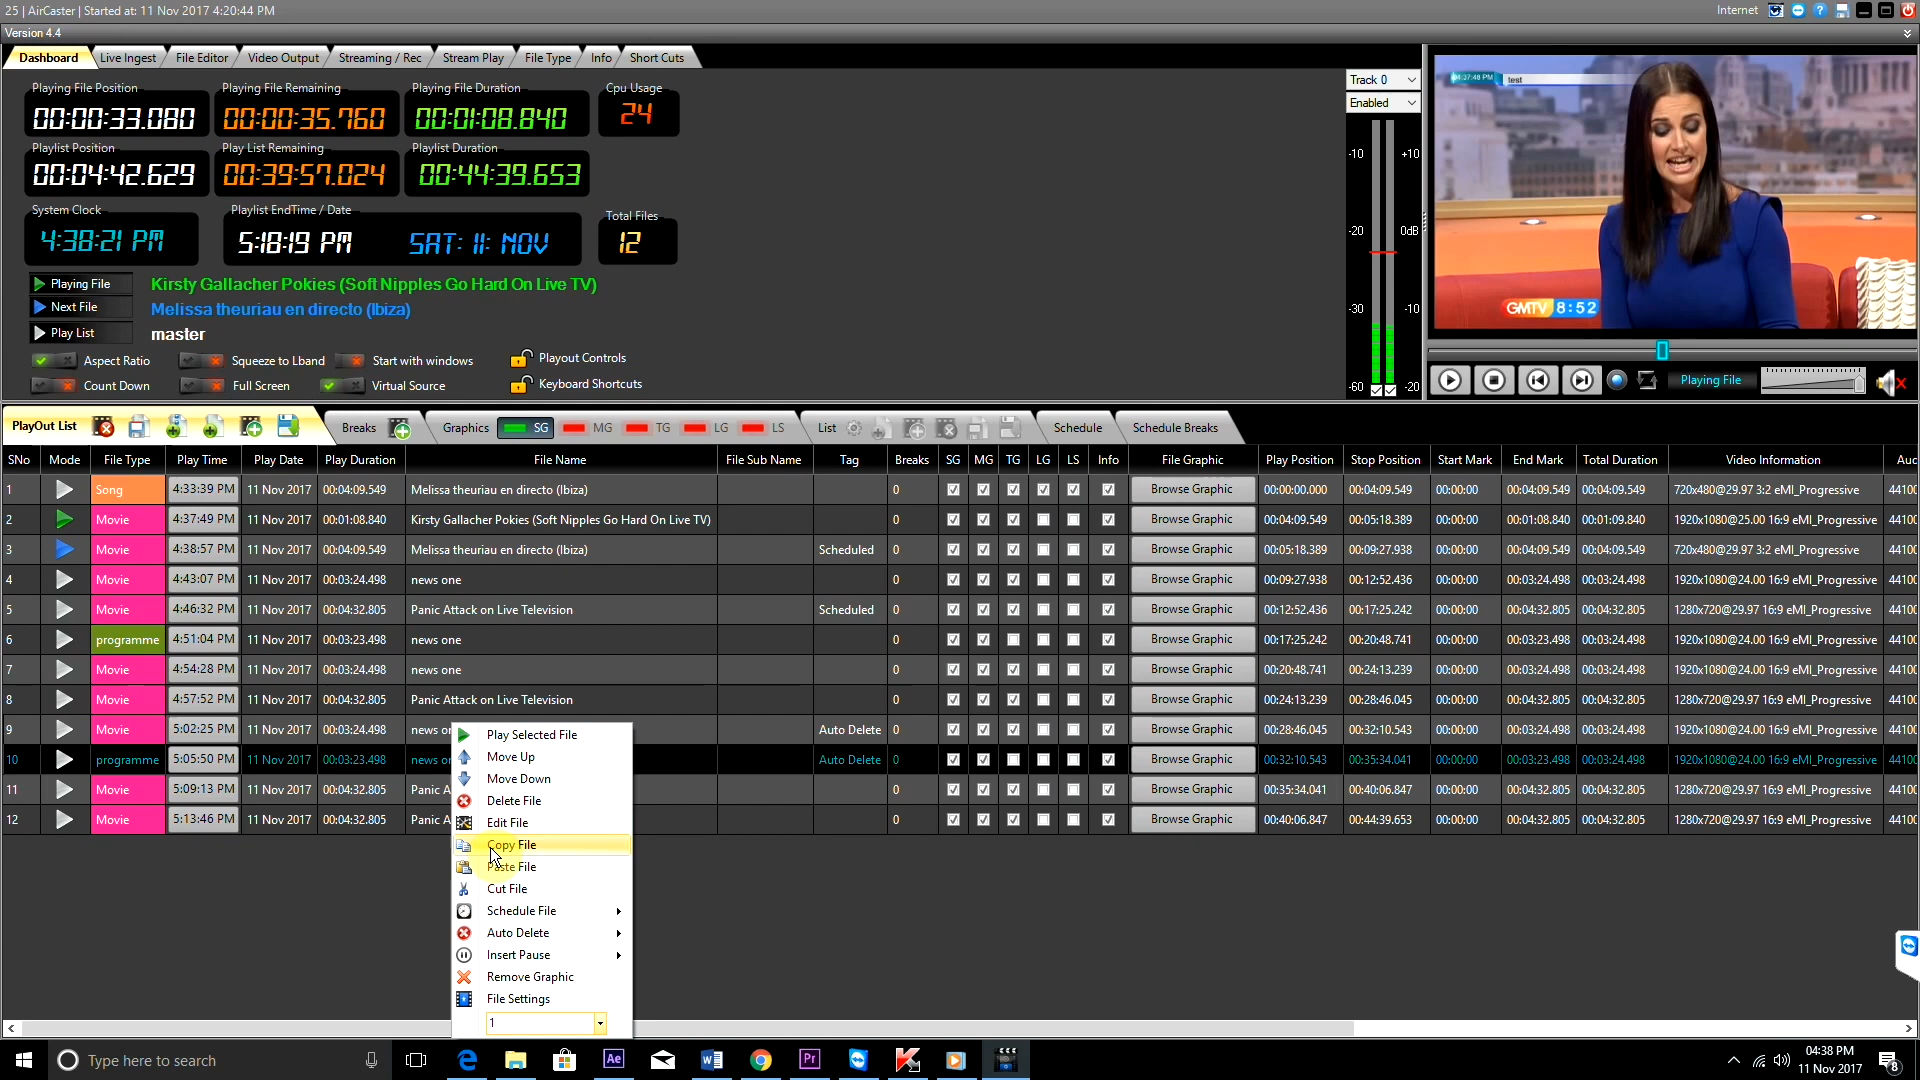 25 | AirCaster | Started at: 11 Nov 2017 4:20:44 PM
Internet
Version 4.4
Dashboard Live Ingest File Editor Video Output Streaming / Rec Stream Play File Type Info Short Cuts
Playing File Position Playing File Remaining Playing File Duration Cpu Usage
00:00:33.080 00:00:35.760 00:01:08.840 24
Playlist Position Play List Remaining Playlist Duration
00:04:42.629 00:39:57.024 00:44:39.653
System Clock Playlist EndTime / Date Total Files
4:38:21 PM 5:18:19 PM SAT: 11: NOV 12
Playing File Kirsty Gallacher Pokies (Soft Nipples Go Hard On Live TV)
Next File Melissa theuriau en directo (Ibiza)
Play List master
Aspect Ratio Squeeze to Lband Start with windows Playout Controls
Count Down Full Screen Virtual Source Keyboard Shortcuts
Track 0
Enabled
-10 +10
-20 0dB
-30 -10
-60 -20
4:37:48 PM test
GMTV 8:52
Playing File
PlayOut List Breaks Graphics SG MG TG LG LS List Schedule Schedule Breaks
SNo Mode File Type Play Time Play Date Play Duration File Name File Sub Name Tag Breaks SG MG TG LG LS Info File Graphic Play Position Stop Position Start Mark End Mark Total Duration Video Information Auc
1 Song 4:33:39 PM 11 Nov 2017 00:04:09.549 Melissa theuriau en directo (Ibiza) 0 Browse Graphic 00:00:00.000 00:04:09.549 00:00:00 00:04:09.549 00:04:09.549 720x480@29.97 3:2 eMI_Progressive 4410(
2 Movie 4:37:49 PM 11 Nov 2017 00:01:08.840 Kirsty Gallacher Pokies (Soft Nipples Go Hard On Live TV) 0 Browse Graphic 00:04:09.549 00:05:18.389 00:00:00 00:01:08.840 00:01:09.840 1920x1080@25.00 16:9 eMI_Progressive 4410(
3 Movie 4:38:57 PM 11 Nov 2017 00:04:09.549 Melissa theuriau en directo (Ibiza) Scheduled 0 Browse Graphic 00:05:18.389 00:09:27.938 00:00:00 00:04:09.549 00:04:09.549 720x480@29.97 3:2 eMI_Progressive 4410(
4 Movie 4:43:07 PM 11 Nov 2017 00:03:24.498 news one 0 Browse Graphic 00:09:27.938 00:12:52.436 00:00:00 00:03:24.498 00:03:24.498 1920x1080@24.00 16:9 eMI_Progressive 4410(
5 Movie 4:46:32 PM 11 Nov 2017 00:04:32.805 Panic Attack on Live Television Scheduled 0 Browse Graphic 00:12:52.436 00:17:25.242 00:00:00 00:04:32.805 00:04:32.805 1280x720@29.97 16:9 eMI_Progressive 4410(
6 programme 4:51:04 PM 11 Nov 2017 00:03:23.498 news one 0 Browse Graphic 00:17:25.242 00:20:48.741 00:00:00 00:03:23.498 00:03:24.498 1920x1080@24.00 16:9 eMI_Progressive 4410(
7 Movie 4:54:28 PM 11 Nov 2017 00:03:24.498 news one 0 Browse Graphic 00:20:48.741 00:24:13.239 00:00:00 00:03:24.498 00:03:24.498 1920x1080@24.00 16:9 eMI_Progressive 4410(
8 Movie 4:57:52 PM 11 Nov 2017 00:04:32.805 Panic Attack on Live Television 0 Browse Graphic 00:24:13.239 00:28:46.045 00:00:00 00:04:32.805 00:04:32.805 1280x720@29.97 16:9 eMI_Progressive 4410(
9 Movie 5:02:25 PM 11 Nov 2017 00:03:24.498 news or Auto Delete 0 Browse Graphic 00:28:46.045 00:32:10.543 00:00:00 00:03:24.498 00:03:24.498 1920x1080@24.00 16:9 eMI_Progressive 4410(
10 programme 5:05:50 PM 11 Nov 2017 00:03:23.498 news or Auto Delete 0 Browse Graphic 00:32:10.543 00:35:34.041 00:00:00 00:03:23.498 00:03:24.498 1920x1080@24.00 16:9 eMI_Progressive 4410(
11 Movie 5:09:13 PM 11 Nov 2017 00:04:32.805 Panic A 0 Browse Graphic 00:35:34.041 00:40:06.847 00:00:00 00:04:32.805 00:04:32.805 1280x720@29.97 16:9 eMI_Progressive 4410(
12 Movie 5:13:46 PM 11 Nov 2017 00:04:32.805 Panic A 0 Browse Graphic 00:40:06.847 00:44:39.653 00:00:00 00:04:32.805 00:04:32.805 1280x720@29.97 16:9 eMI_Progressive 4410(
Play Selected File
Move Up
Move Down
Delete File
Edit File
Copy File
Paste File
Cut File
Schedule File
Auto Delete
Insert Pause
Remove Graphic
File Settings
1
Type here to search
Ae
Pr
04:38 PM
11 Nov 2017
8